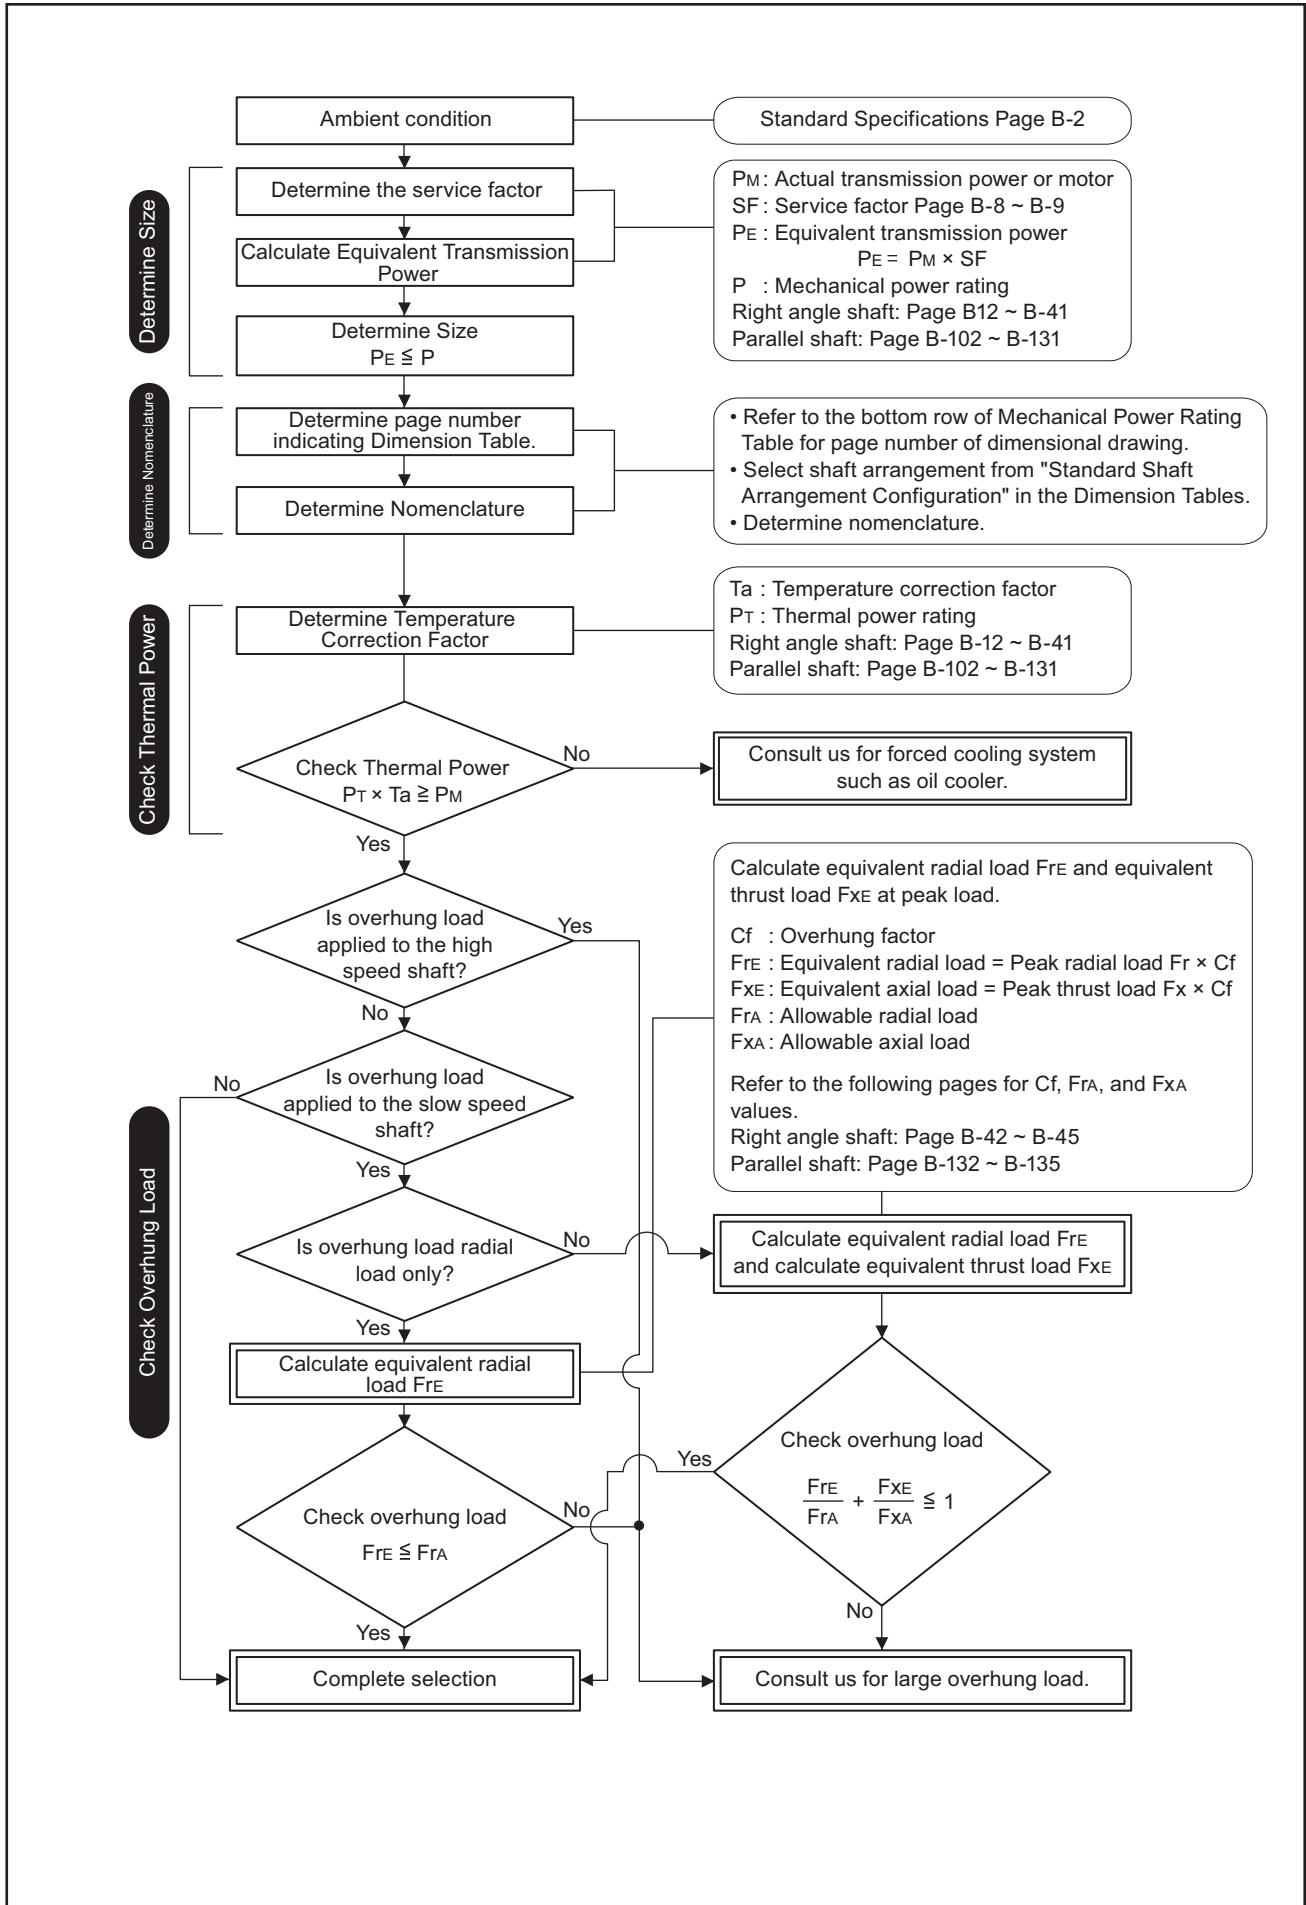 Ambient condition
Standard Specifications Page B-2
Determine Size
Determine the service factor
Calculate Equivalent Transmission
Power
Determine Size
PE ≦ P
PM : Actual transmission power or motor
SF : Service factor Page B-8 ~ B-9
PE : Equivalent transmission power
PE = PM × SF
P : Mechanical power rating
Right angle shaft: Page B12 ~ B-41
Parallel shaft: Page B-102 ~ B-131
Determine Nomenclature
Determine page number
indicating Dimension Table.
Determine Nomenclature
• Refer to the bottom row of Mechanical Power Rating
Table for page number of dimensional drawing.
• Select shaft arrangement from "Standard Shaft
Arrangement Configuration" in the Dimension Tables.
• Determine nomenclature.
Check Thermal Power
Determine Temperature
Correction Factor
Ta : Temperature correction factor
PT : Thermal power rating
Right angle shaft: Page B-12 ~ B-41
Parallel shaft: Page B-102 ~ B-131
Check Thermal Power
PT × Ta ≧ PM
No
Consult us for forced cooling system
such as oil cooler.
Yes
Check Overhung Load
Is overhung load
applied to the high
speed shaft?
Yes
No
Is overhung load
applied to the slow speed
shaft?
No
Yes
Calculate equivalent radial load FrE and equivalent
thrust load FxE at peak load.
Cf : Overhung factor
FrE : Equivalent radial load = Peak radial load Fr × Cf
FxE : Equivalent axial load = Peak thrust load Fx × Cf
FrA : Allowable radial load
FxA : Allowable axial load
Refer to the following pages for Cf, FrA, and FxA
values.
Right angle shaft: Page B-42 ~ B-45
Parallel shaft: Page B-132 ~ B-135
Is overhung load radial
load only?
No
Yes
Calculate equivalent radial load FrE
and calculate equivalent thrust load FxE
Calculate equivalent radial
load FrE
Check overhung load
FrE ≦ FrA
No
Yes
Check overhung load
FrE/FrA + FxE/FxA ≦ 1
Yes
No
Complete selection
Consult us for large overhung load.